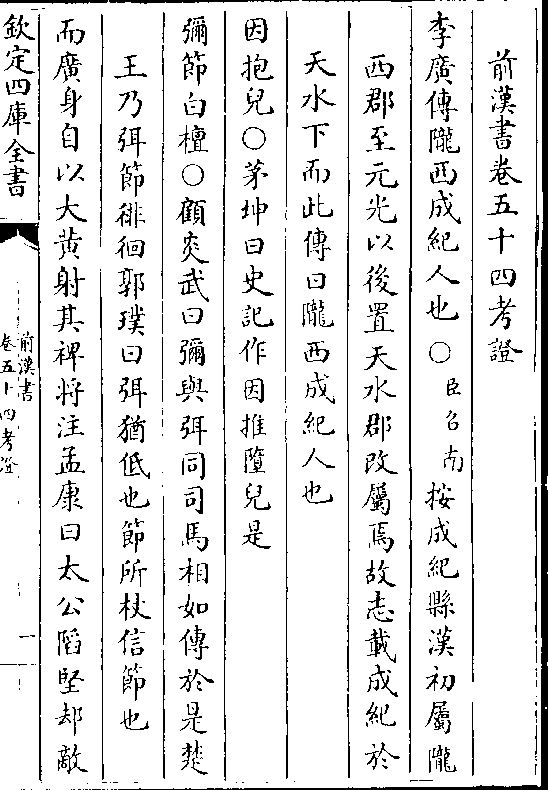 前漢書卷五十四考證
李廣傳隴西成紀人也○臣召南按成紀縣漢初屬隴
西郡至元光以後置天水郡改屬焉故志載成紀於
天水下而此傳曰隴西成紀人也
因抱兒○茅坤曰史記作因推墮兒是
彌節白檀○顧炎武曰彌與弭同司馬相如傳於是楚
王乃弭節徘徊郭璞曰弭猶低也節所杖信節也
而廣身自以大黃射其裨將注孟康曰太公陷堅却敵
欽定四庫全書
前漢書
卷五十四考證
一